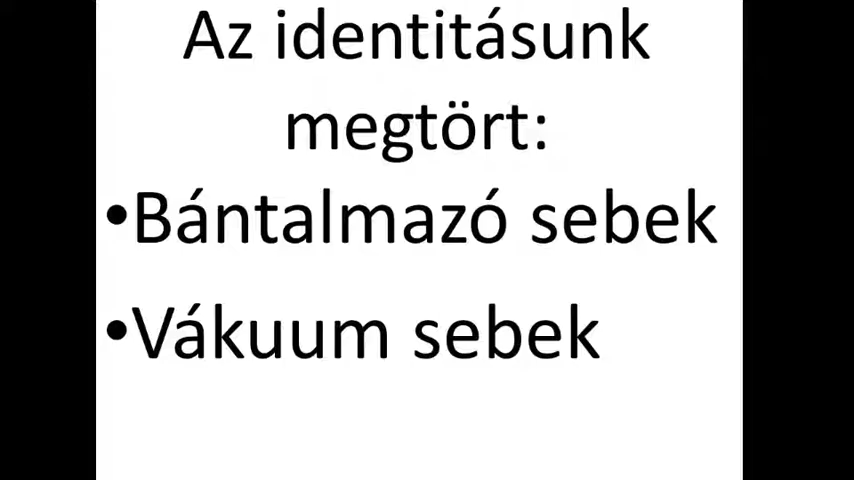 Az identitásunk
megtört:
•Bántalmazó sebek
•Vákuum sebek